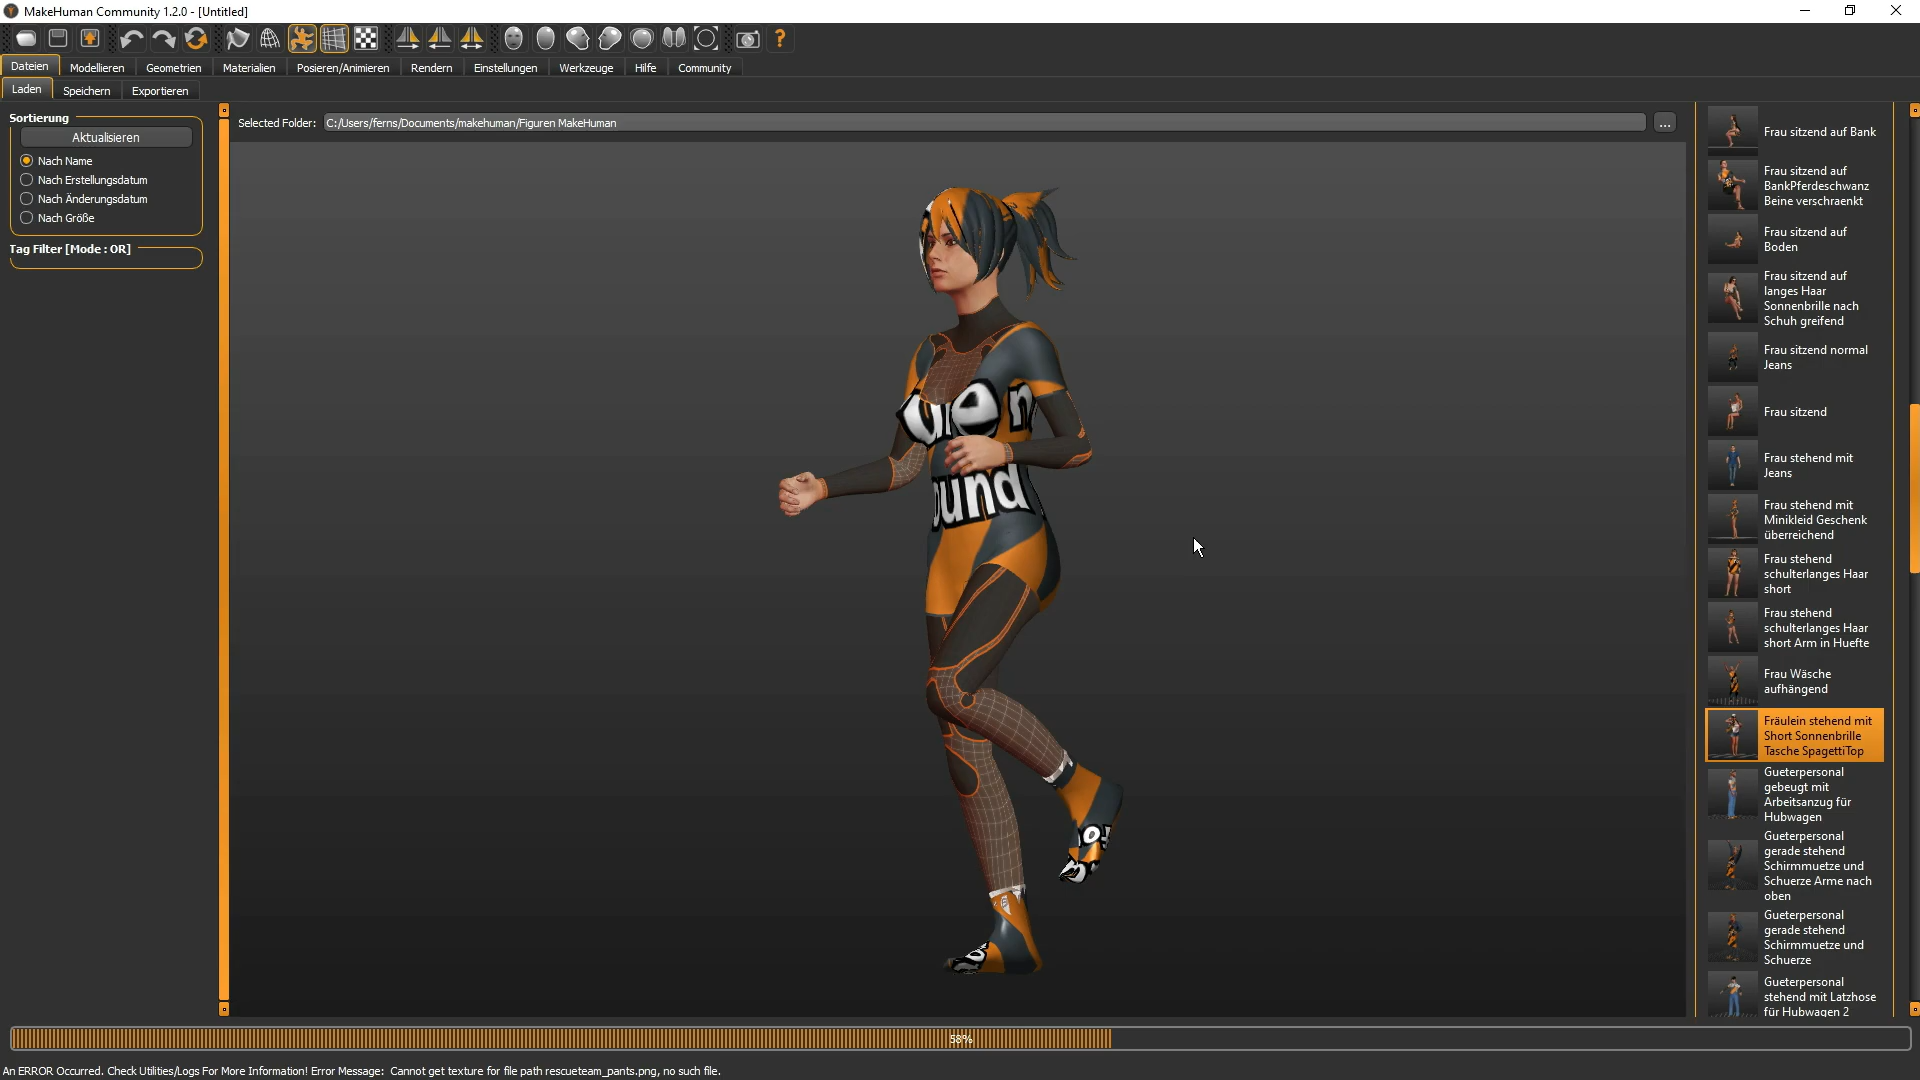 MakeHuman Community 1.2.0 - [Untitled]
Dateien
Modellieren
Geometrien
Materialien
Posieren/Animieren
Rendern
Einstellungen
Werkzeuge
Hilfe
Community
Laden
Speichern
Exportieren
Sortierung
Aktualisieren
Nach Name
Nach Erstellungsdatum
Nach Änderungsdatum
Nach Größe
Tag Filter [Mode : OR]
Selected Folder: C:/Users/ferns/Documents/makehuman/Figuren MakeHuman ...
und
Frau sitzend auf Bank
Frau sitzend auf
BankPferdeschwanz
Beine verschraenkt
Frau sitzend auf
Boden
Frau sitzend auf
langes Haar
Sonnenbrille nach
Schuh greifend
Frau sitzend normal
Jeans
Frau sitzend
Frau stehend mit
Jeans
Frau stehend mit
Minikleid Geschenk
überreichend
Frau stehend
schulterlanges Haar
short
Frau stehend
schulterlanges Haar
short Arm in Huefte
Frau Wäsche
aufhängend
Fräulein stehend mit
Short Sonnenbrille
Tasche SpagettiTop
Gueterpersonal
gebeugt mit
Arbeitsanzug für
Hubwagen
Gueterpersonal
gerade stehend
Schirmmuetze und
Schuerze Arme nach
oben
Gueterpersonal
gerade stehend
Schirmmuetze und
Schuerze
Gueterpersonal
stehend mit Latzhose
für Hubwagen 2
58%
An ERROR Occurred. Check Utilities/Logs For More Information! Error Message: Cannot get texture for file path rescueteam_pants.png, no such file.